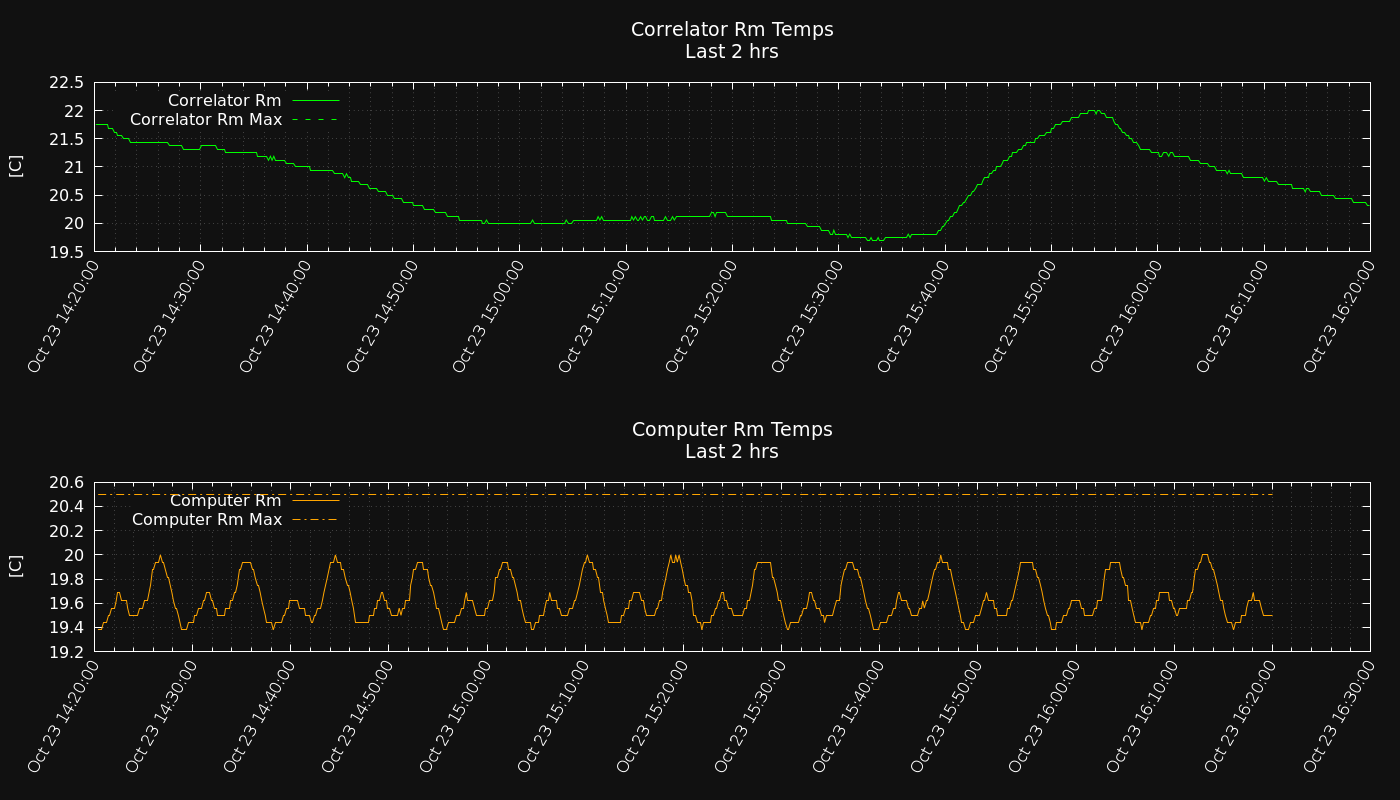 Correlator Rm Temps
Last 2 hrs
22.5
22
21.5
21
20.5
20
19.5
[C]
Correlator Rm
Correlator Rm Max
Oct 23 14:20:00
Oct 23 14:30:00
Oct 23 14:40:00
Oct 23 14:50:00
Oct 23 15:00:00
Oct 23 15:10:00
Oct 23 15:20:00
Oct 23 15:30:00
Oct 23 15:40:00
Oct 23 15:50:00
Oct 23 16:00:00
Oct 23 16:10:00
Oct 23 16:20:00
Computer Rm Temps
Last 2 hrs
20.6
20.4
20.2
20
19.8
19.6
19.4
19.2
[C]
Computer Rm
Computer Rm Max
Oct 23 14:20:00
Oct 23 14:30:00
Oct 23 14:40:00
Oct 23 14:50:00
Oct 23 15:00:00
Oct 23 15:10:00
Oct 23 15:20:00
Oct 23 15:30:00
Oct 23 15:40:00
Oct 23 15:50:00
Oct 23 16:00:00
Oct 23 16:10:00
Oct 23 16:20:00
Oct 23 16:30:00